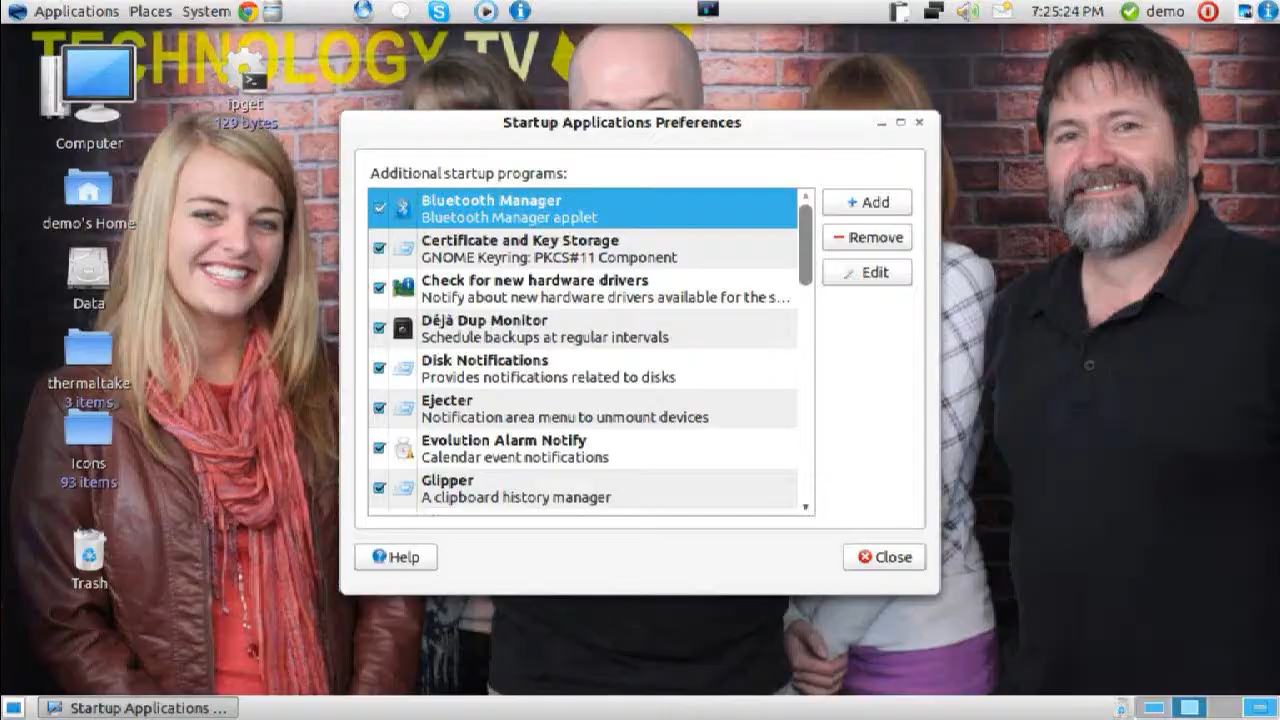 Applications Places System
7:25:24 PM
demo
TECHNOLOGY TV
Computer
ipget
129 bytes
demo's Home
Data
thermaltake
3 items
Icons
93 items
Trash
Startup Applications Preferences
Additional startup programs:
Bluetooth Manager
Bluetooth Manager applet
Certificate and Key Storage
GNOME Keyring: PKCS#11 Component
Check for new hardware drivers
Notify about new hardware drivers available for the s...
Déjà Dup Monitor
Schedule backups at regular intervals
Disk Notifications
Provides notifications related to disks
Ejecter
Notification area menu to unmount devices
Evolution Alarm Notify
Calendar event notifications
Glipper
A clipboard history manager
Add
Remove
Edit
Help
Close
Startup Applications ...